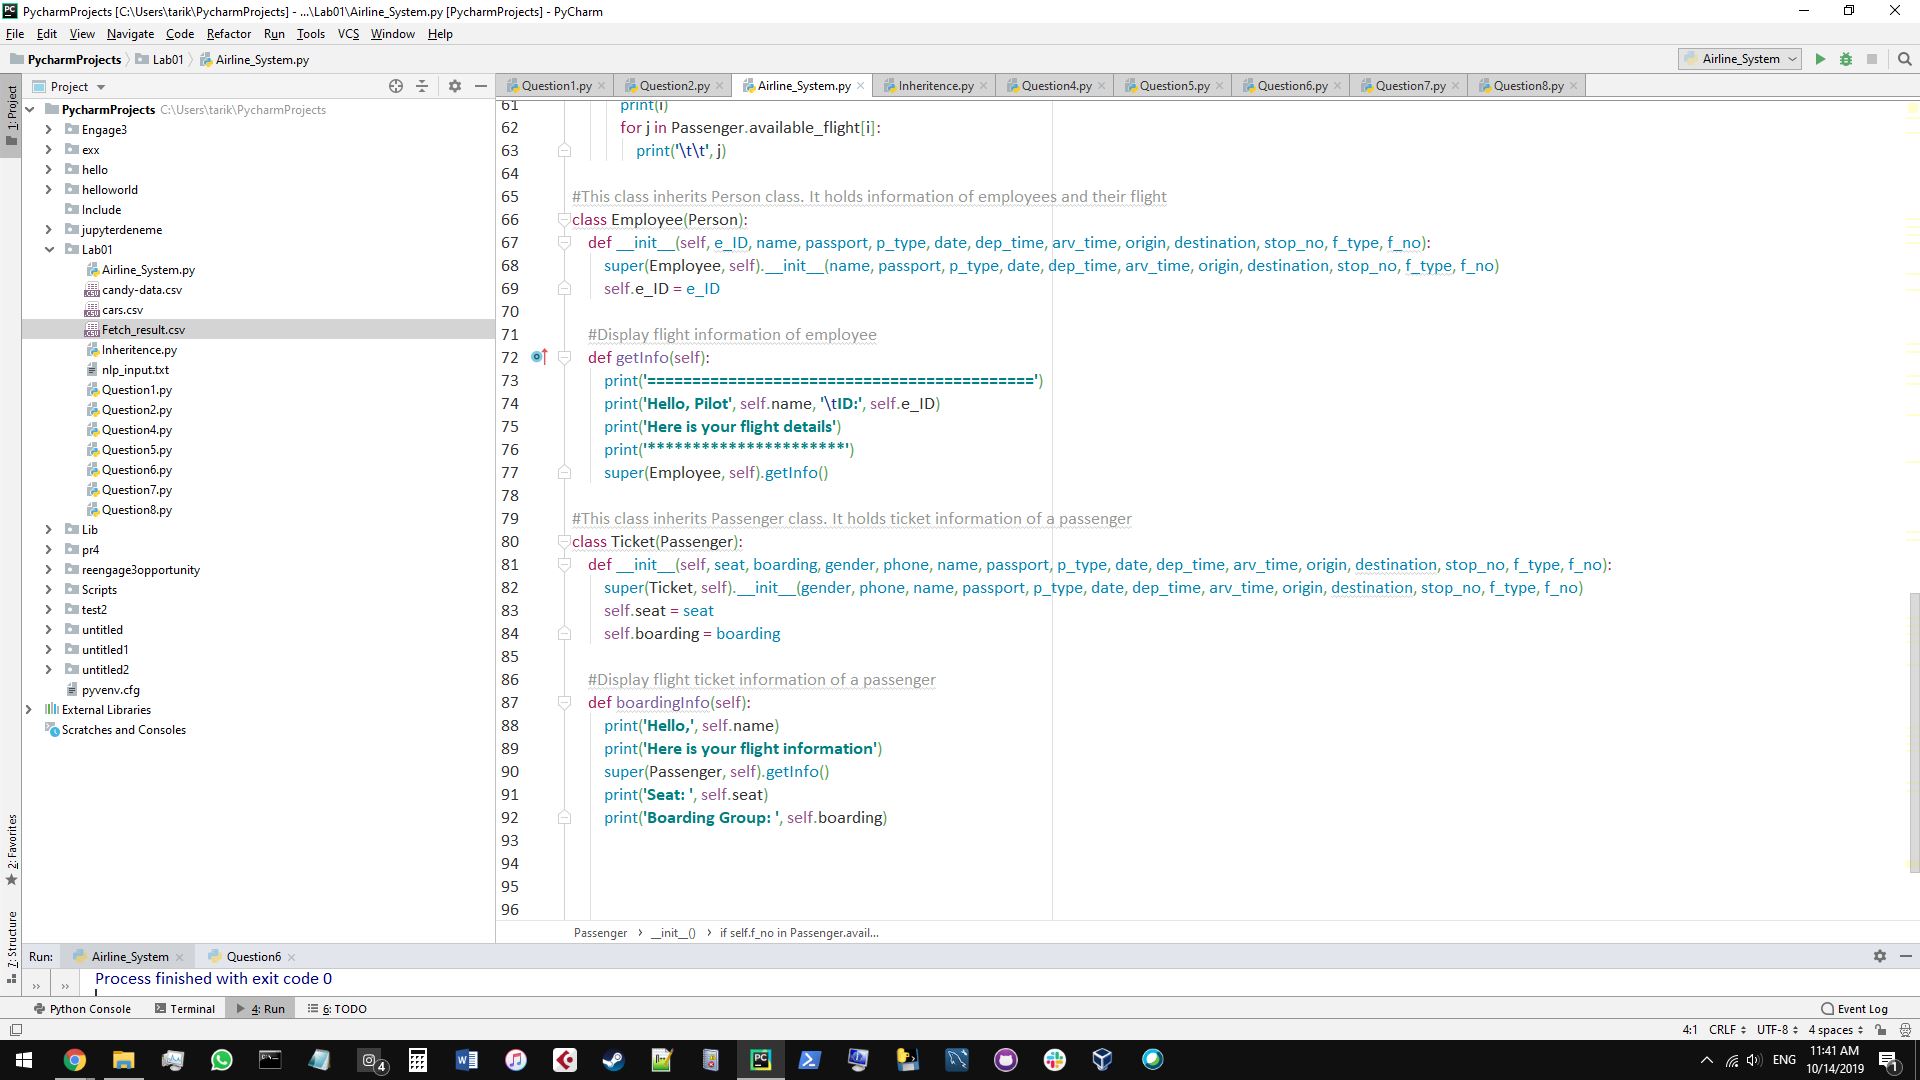 PycharmProjects [C:\Users\tarik\PycharmProjects] - ...\Lab01\Airline_System.py [PycharmProjects] - PyCharm
File Edit View Navigate Code Refactor Run Tools VCS Window Help
PycharmProjects Lab01 Airline_System.py
Airline_System
Project
Question1.py Question2.py Airline_System.py Inheritence.py Question4.py Question5.py Question6.py Question7.py Question8.py
1: Project
PycharmProjects C:\Users\tarik\PycharmProjects
Engage3
exx
hello
helloworld
Include
jupyterdeneme
Lab01
Airline_System.py
candy-data.csv
cars.csv
Fetch_result.csv
Inheritence.py
nlp_input.txt
Question1.py
Question2.py
Question4.py
Question5.py
Question6.py
Question7.py
Question8.py
Lib
pr4
reengage3opportunity
Scripts
test2
untitled
untitled1
untitled2
pyvenv.cfg
External Libraries
Scratches and Consoles
2: Favorites
7: Structure
61 print(i)
62 for j in Passenger.available_flight[i]:
63 print('\t\t', j)
64
65 #This class inherits Person class. It holds information of employees and their flight
66 class Employee(Person):
67 def __init__(self, e_ID, name, passport, p_type, date, dep_time, arv_time, origin, destination, stop_no, f_type, f_no):
68 super(Employee, self).__init__(name, passport, p_type, date, dep_time, arv_time, origin, destination, stop_no, f_type, f_no)
69 self.e_ID = e_ID
70
71 #Display flight information of employee
72 def getInfo(self):
73 print('===========================================')
74 print('Hello, Pilot', self.name, '\tID:', self.e_ID)
75 print('Here is your flight details')
76 print('**********************')
77 super(Employee, self).getInfo()
78
79 #This class inherits Passenger class. It holds ticket information of a passenger
80 class Ticket(Passenger):
81 def __init__(self, seat, boarding, gender, phone, name, passport, p_type, date, dep_time, arv_time, origin, destination, stop_no, f_type, f_no):
82 super(Ticket, self).__init__(gender, phone, name, passport, p_type, date, dep_time, arv_time, origin, destination, stop_no, f_type, f_no)
83 self.seat = seat
84 self.boarding = boarding
85
86 #Display flight ticket information of a passenger
87 def boardingInfo(self):
88 print('Hello,', self.name)
89 print('Here is your flight information')
90 super(Passenger, self).getInfo()
91 print('Seat: ', self.seat)
92 print('Boarding Group: ', self.boarding)
93
94
95
96
Passenger › __init__() › if self.f_no in Passenger.avail...
Run: Airline_System Question6
Process finished with exit code 0
Python Console Terminal 4: Run 6: TODO Event Log
4:1 CRLF UTF-8 4 spaces
4 PC ENG 11:41 AM 1
10/14/2019